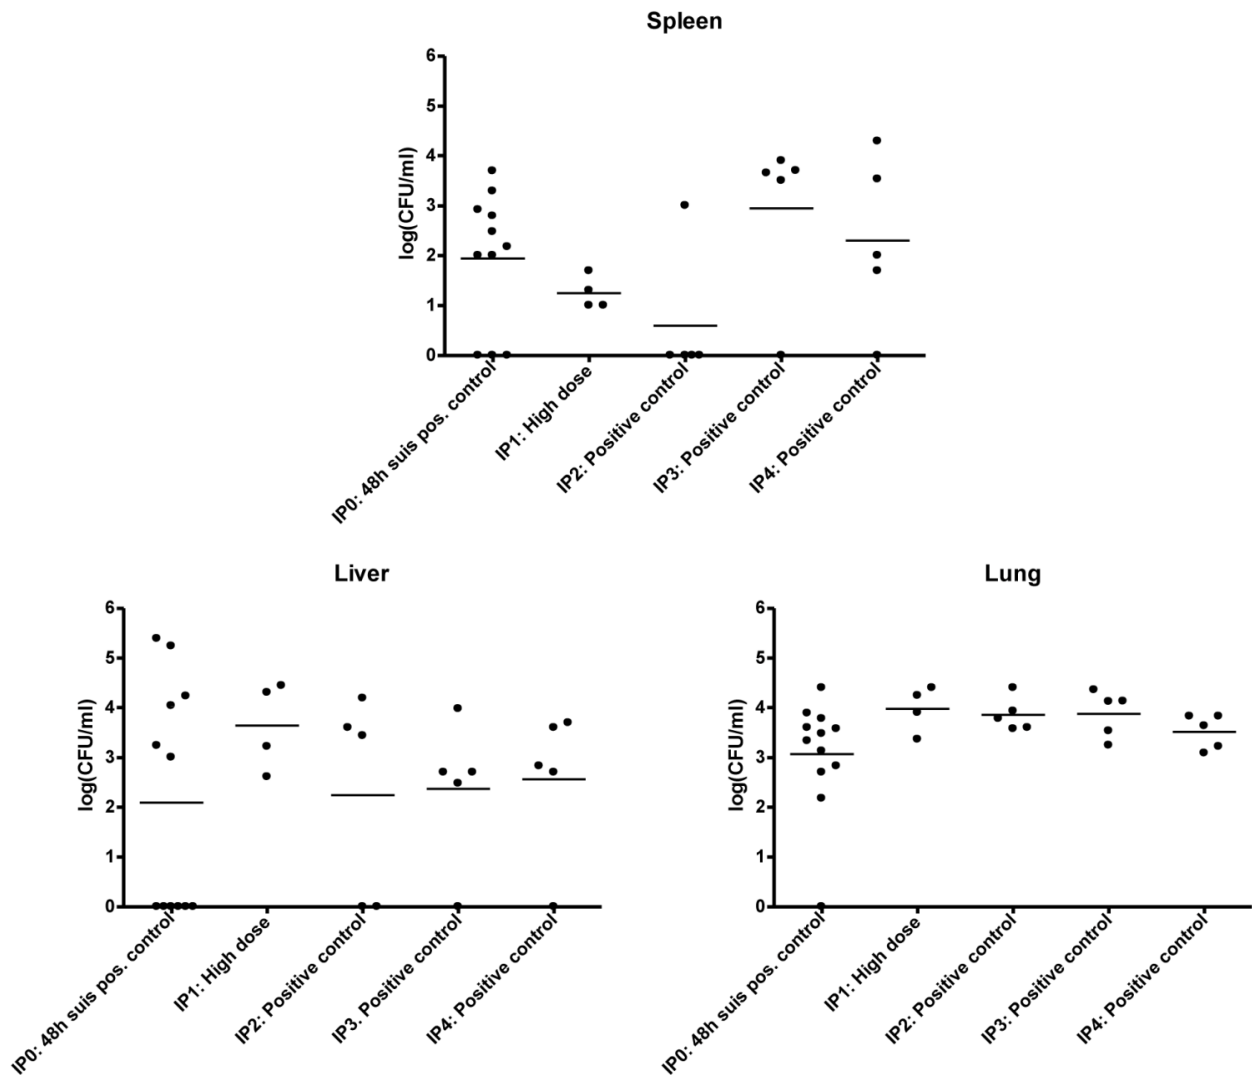 Spleen
log(CFU/ml)
6
5
4
3
2
1
0
IP0: 48h suis pos. control
IP1: High dose
IP2: Positive control
IP3: Positive control
IP4: Positive control
Liver
log(CFU/ml)
6
5
4
3
2
1
0
IP0: 48h suis pos. control
IP1: High dose
IP2: Positive control
IP3. Positive control
IP4: Positive control
Lung
log(CFU/ml)
6
5
4
3
2
1
0
IP0: 48h suis pos. control
IP1: High dose
IP2: Positive control
IP3: Positive control
IP4: Positive control